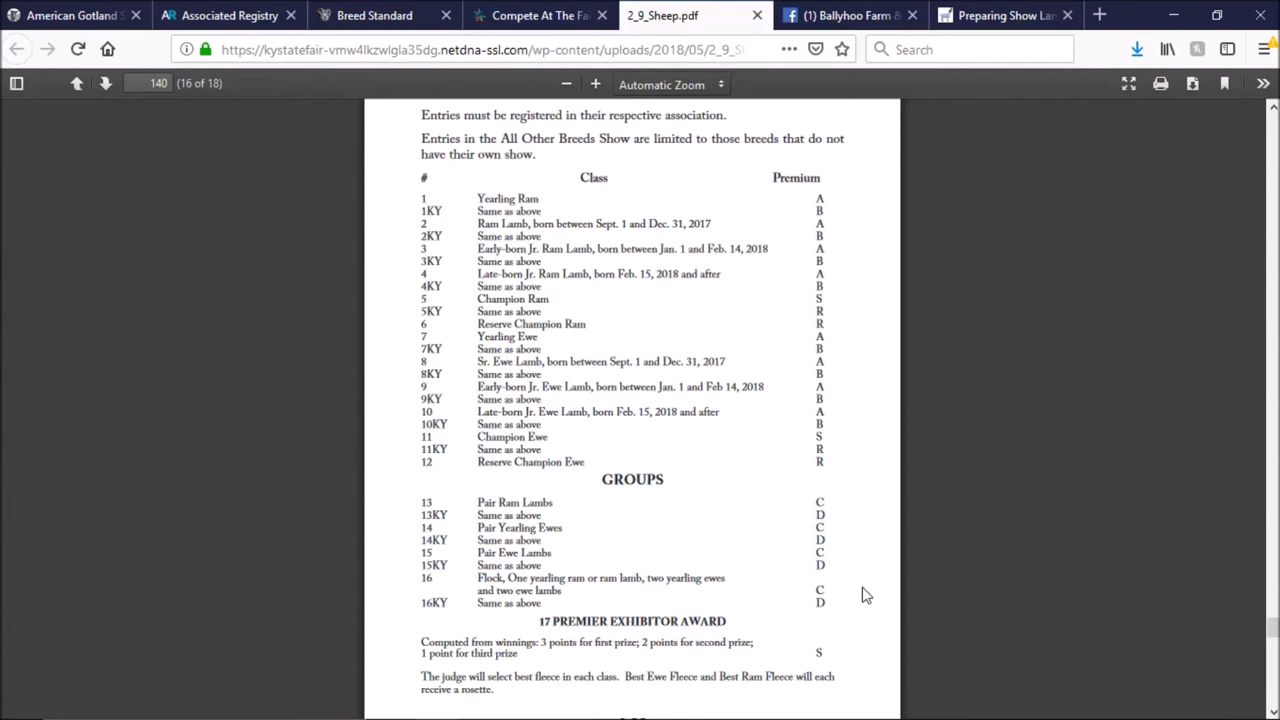 American Gotland S
Associated Registry
Breed Standard
Compete At The Fai
2_9_Sheep.pdf
(1) Ballyhoo Farm &
Preparing Show Lam
https://kystatefair-vmw4lkzwlgla35dg.netdna-ssl.com/wp-content/uploads/2018/05/2_9_Sh
Search
140 (16 of 18)
Automatic Zoom
Entries must be registered in their respective association.
Entries in the All Other Breeds Show are limited to those breeds that do not
have their own show.
# Class Premium
1 Yearling Ram A
1KY Same as above B
2 Ram Lamb, born between Sept. 1 and Dec. 31, 2017 A
2KY Same as above B
3 Early-born Jr. Ram Lamb, born between Jan. 1 and Feb. 14, 2018 A
3KY Same as above B
4 Late-born Jr. Ram Lamb, born Feb. 15, 2018 and after A
4KY Same as above B
5 Champion Ram S
5KY Same as above R
6 Reserve Champion Ram R
7 Yearling Ewe A
7KY Same as above B
8 Sr. Ewe Lamb, born between Sept. 1 and Dec. 31, 2017 A
8KY Same as above B
9 Early-born Jr. Ewe Lamb, born between Jan. 1 and Feb 14, 2018 A
9KY Same as above B
10 Late-born Jr. Ewe Lamb, born Feb. 15, 2018 and after A
10KY Same as above B
11 Champion Ewe S
11KY Same as above R
12 Reserve Champion Ewe R
GROUPS
13 Pair Ram Lambs C
13KY Same as above D
14 Pair Yearling Ewes C
14KY Same as above D
15 Pair Ewe Lambs C
15KY Same as above D
16 Flock, One yearling ram or ram lamb, two yearling ewes
and two ewe lambs C
16KY Same as above D
17 PREMIER EXHIBITOR AWARD
Computed from winnings: 3 points for first prize; 2 points for second prize;
1 point for third prize S
The judge will select best fleece in each class. Best Ewe Fleece and Best Ram Fleece will each
receive a rosette.